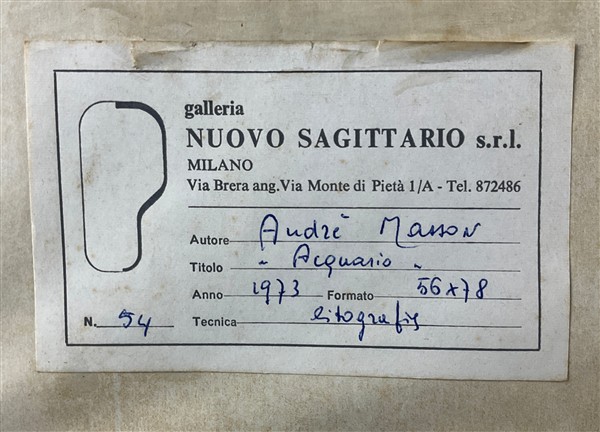 galleria
NUOVO SAGITTARIO s.r.l.
MILANO
Via Brera ang. Via Monte di Pietà 1/A - Tel. 872486
Autore André Masson
Titolo " Acquario "
Anno 1973 Formato 56x78
N. 54 Tecnica litografia